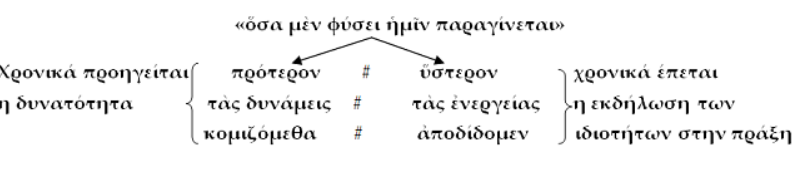 «ὅσα μὲν φύσει ἡμῖν παραγίνεται»
Χρονικά προηγείται πρότερον # ὕστερον χρονικά έπεται
η δυνατότητα τὰς δυνάμεις # τὰς ἐνεργείας η εκδήλωση των
κομιζόμεθα # ἀποδίδομεν ιδιοτήτων στην πράξη